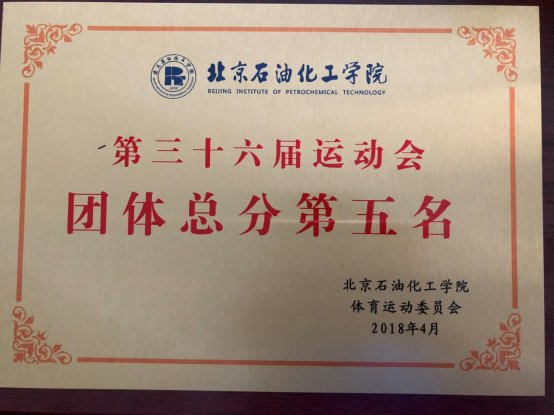 北京石油化工学院
BEIJING INSTITUTE OF PETROCHEMICAL TECHNOLOGY
第三十六届运动会
团体总分第五名
北京石油化工学院
体育运动委员会
2018年4月